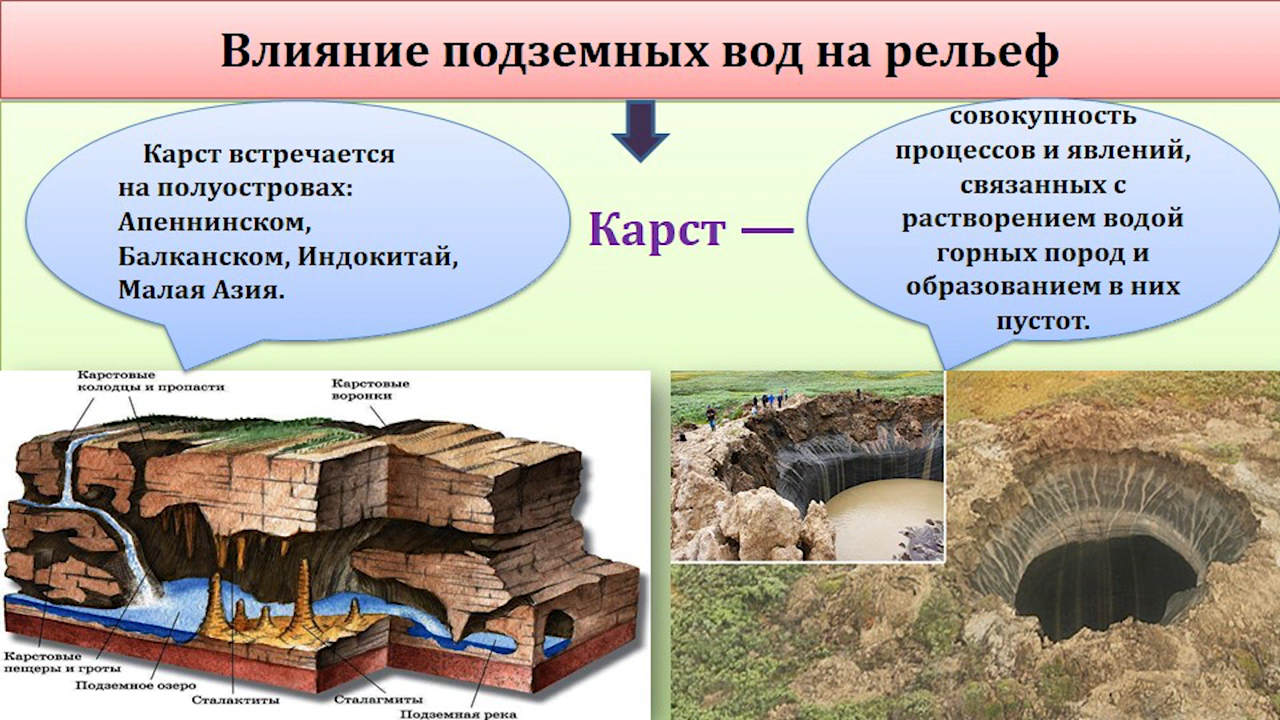 Влияние подземных вод на рельеф
Карст встречается
на полуостровах:
Апеннинском,
Балканском, Индокитай,
Малая Азия.
Карст —
совокупность
процессов и явлений,
связанных с
растворением водой
горных пород и
образованием в них
пустот.
Карстовые
колодцы и пропасти
Карстовые
воронки
Карстовые
пещеры и гроты
Подземное озеро
Сталактиты
Сталагмиты
Подземная река